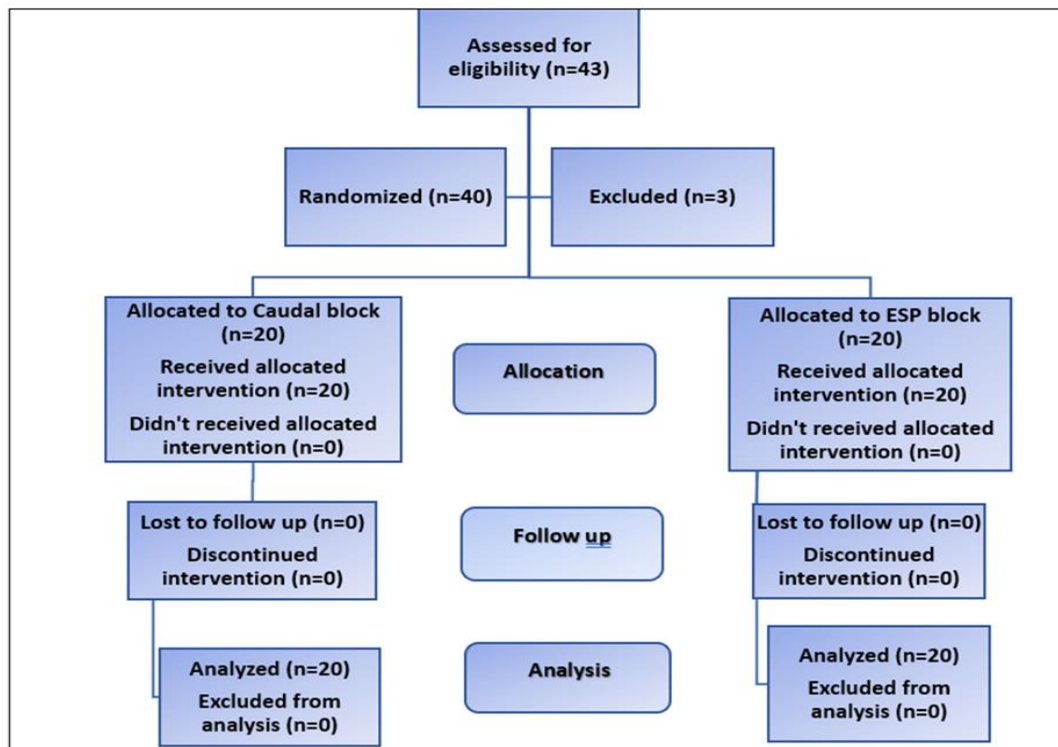 Assessed for
eligibility (n=43)
Randomized (n=40)
Excluded (n=3)
Allocated to Caudal block
(n=20)
Received allocated
intervention (n=20)
Didn't received allocated
intervention (n=0)
Allocation
Allocated to ESP block
(n=20)
Received allocated
intervention (n=20)
Didn't received allocated
intervention (n=0)
Lost to follow up (n=0)
Discontinued
intervention (n=0)
Follow up
Lost to follow up (n=0)
Discontinued
intervention (n=0)
Analyzed (n=20)
Excluded from
analysis (n=0)
Analysis
Analyzed (n=20)
Excluded from
analysis (n=0)